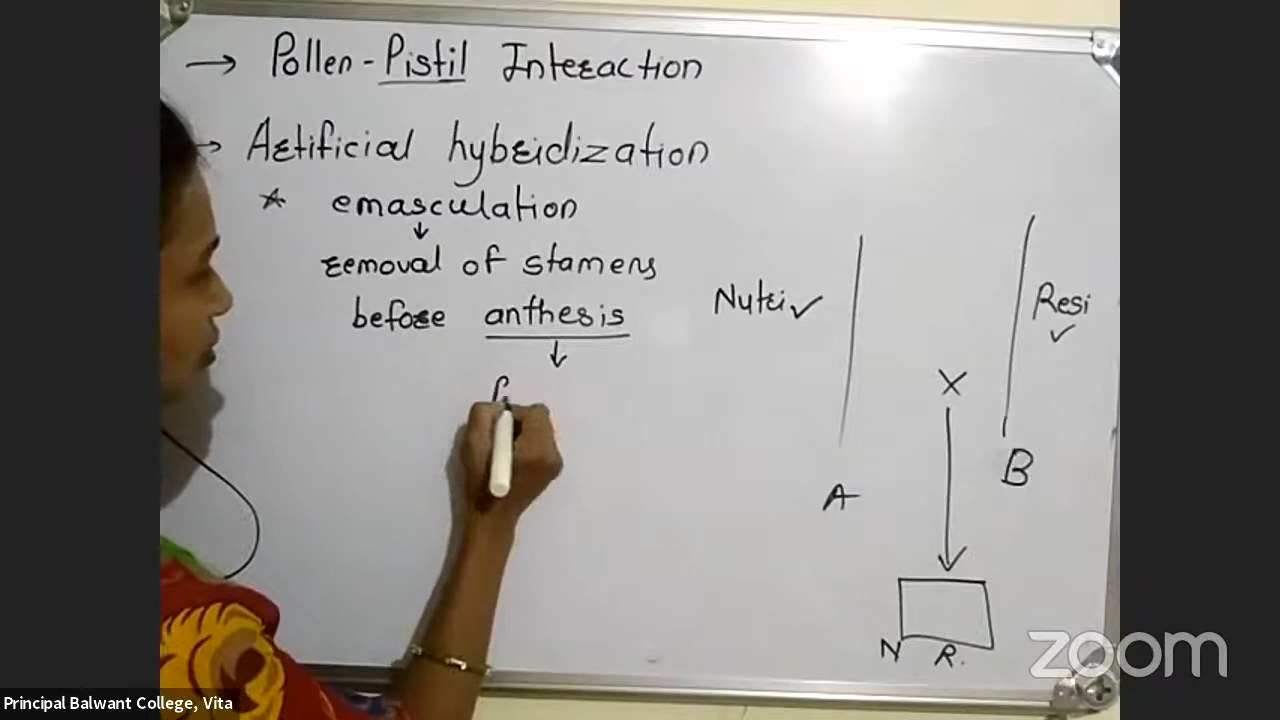 → Pollen - Pistil Interaction
→ Artificial hybridization
* emasculation
↓
removal of stamens
before anthesis
↓
Nutri ✓
Resi
✓
X
A
B
N R.
zoom
Principal Balwant College, Vita